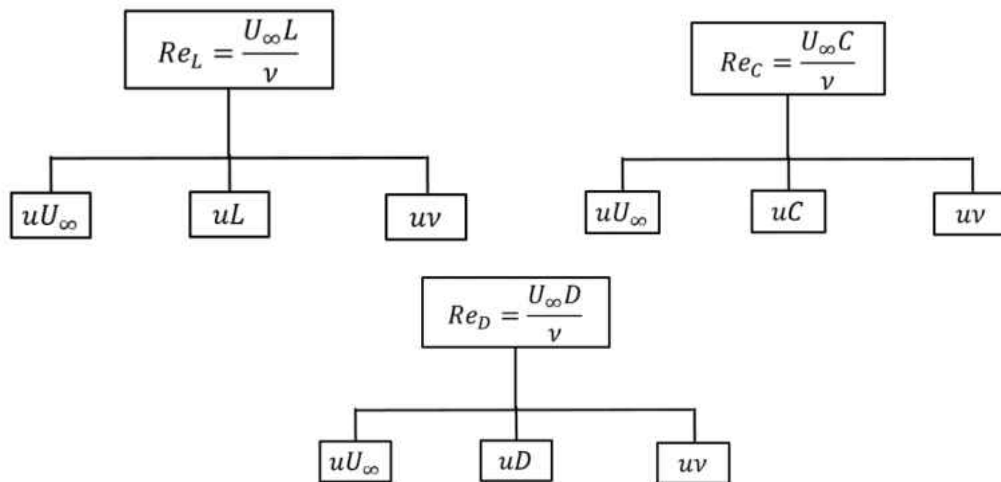 Re_L = U_∞L / ν
Re_C = U_∞C / ν
uU_∞ uL uν
uU_∞ uC uν
Re_D = U_∞D / ν
uU_∞ uD uν